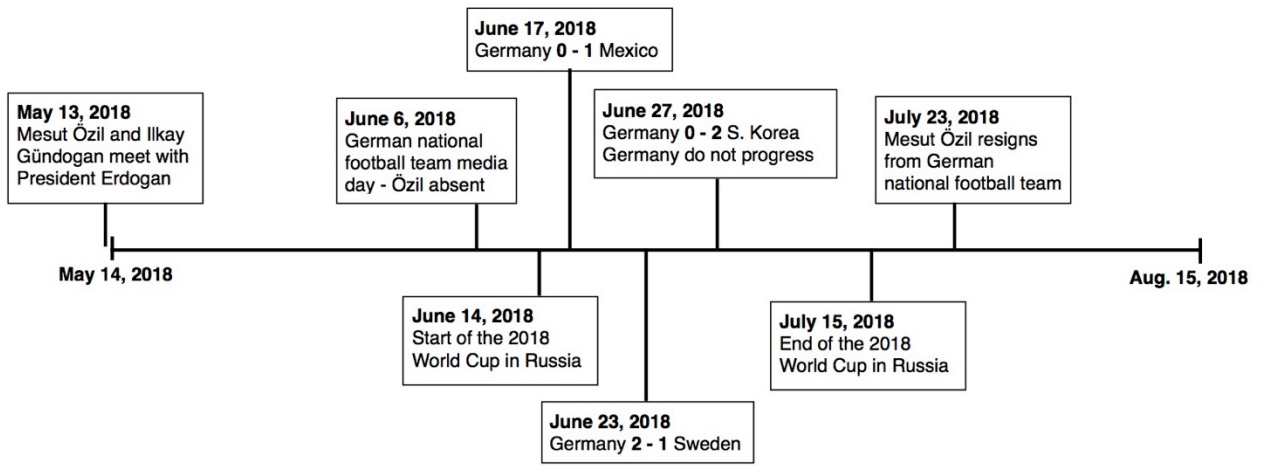 June 17, 2018
Germany 0 - 1 Mexico
May 13, 2018
Mesut Özil and Ilkay
Gündogan meet with
President Erdogan
June 6, 2018
German national
football team media
day - Özil absent
June 27, 2018
Germany 0 - 2 S. Korea
Germany do not progress
July 23, 2018
Mesut Özil resigns
from German
national football team
May 14, 2018
Aug. 15, 2018
June 14, 2018
Start of the 2018
World Cup in Russia
July 15, 2018
End of the 2018
World Cup in Russia
June 23, 2018
Germany 2 - 1 Sweden